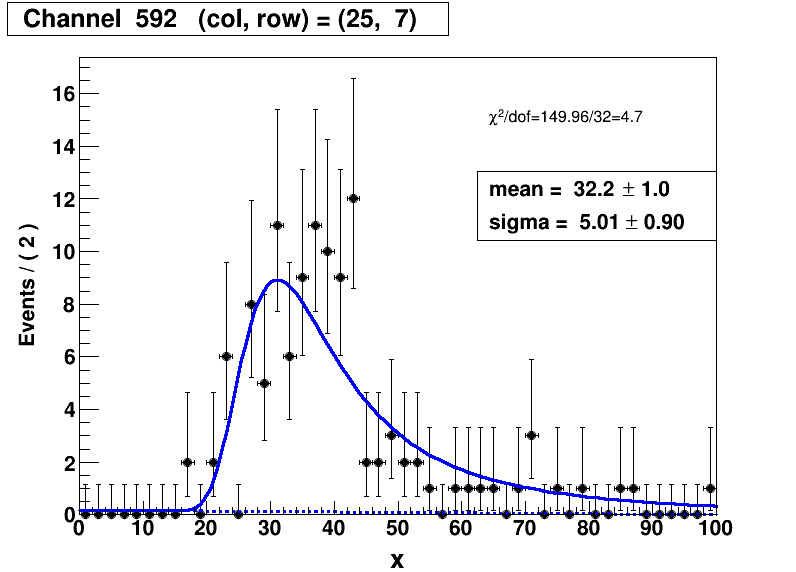 Channel 592 (col, row) = (25, 7)
χ²/dof=149.96/32=4.7
mean = 32.2 ± 1.0
sigma = 5.01 ± 0.90
Events / ( 2 )
16
14
12
10
8
6
4
2
0
0 10 20 30 40 50 60 70 80 90 100
x